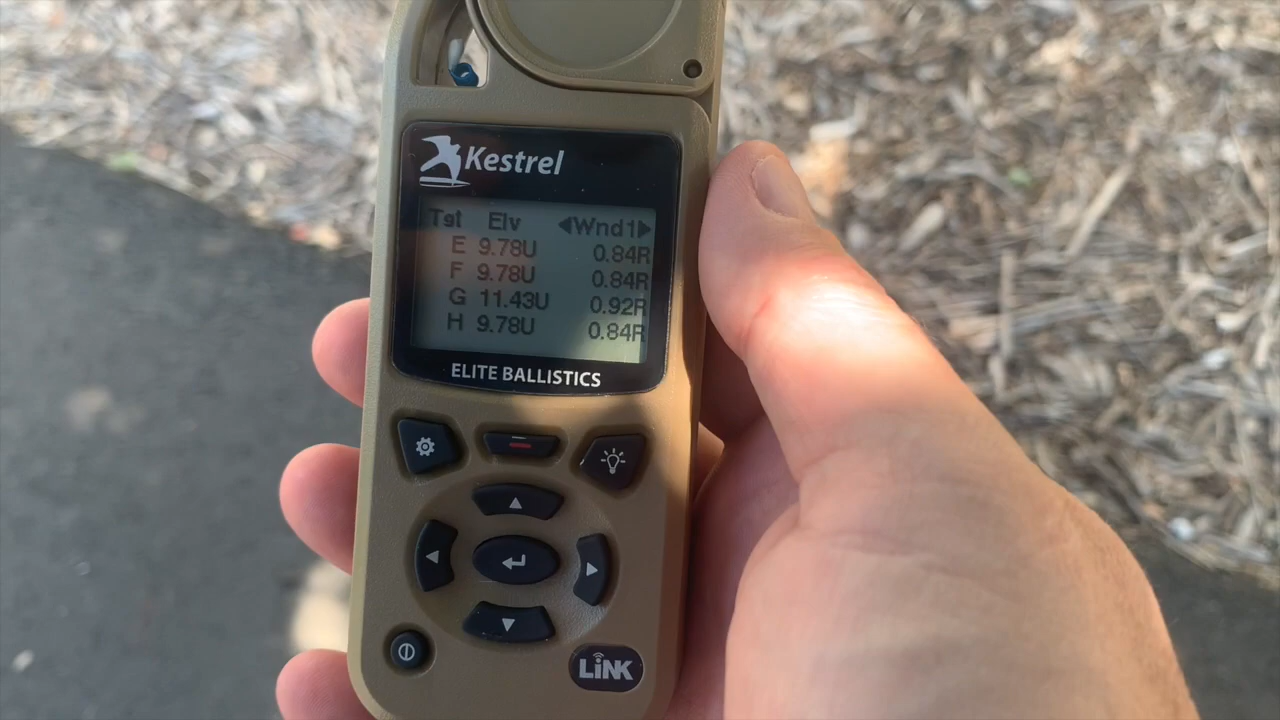 Kestrel
Tgt Elv ◀Wnd1▶
E 9.78U 0.84R
F 9.78U 0.84R
G 11.43U 0.92R
H 9.78U 0.84R
ELITE BALLISTICS
LiNK